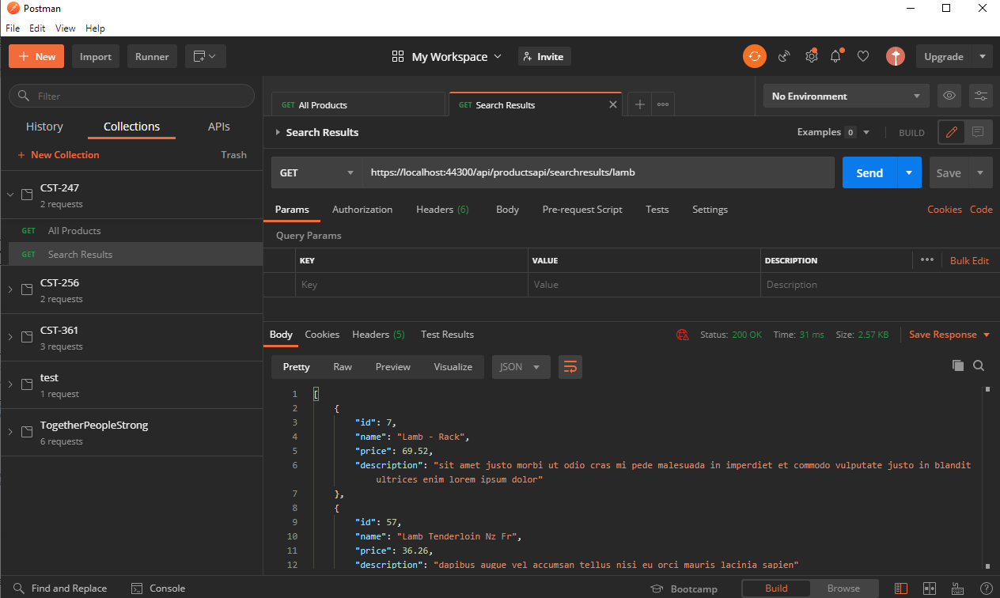 Postman
File Edit View Help
New Import Runner My Workspace Invite Upgrade
Filter
History Collections APIs
New Collection Trash
CST-247
2 requests
GET All Products
GET Search Results
CST-256
2 requests
CST-361
3 requests
test
1 request
TogetherPeopleStrong
6 requests
GET All Products GET Search Results No Environment
Search Results Examples 0 BUILD
GET https://localhost:44300/api/productsapi/searchresults/lamb Send Save
Params Authorization Headers (6) Body Pre-request Script Tests Settings Cookies Code
Query Params
KEY VALUE DESCRIPTION Bulk Edit
Key Value Description
Body Cookies Headers (5) Test Results Status: 200 OK Time: 31 ms Size: 2.57 KB Save Response
Pretty Raw Preview Visualize JSON
1 [
2 {
3 "id": 7,
4 "name": "Lamb - Rack",
5 "price": 69.52,
6 "description": "sit amet justo morbi ut odio cras mi pede malesuada in imperdiet et commodo vulputate justo in blandit
ultrices enim lorem ipsum dolor"
7 },
8 {
9 "id": 57,
10 "name": "Lamb Tenderloin Nz Fr",
11 "price": 36.26,
12 "description": "dapibus augue vel accumsan tellus nisi eu orci mauris lacinia sapien"
Find and Replace Console Bootcamp Build Browse